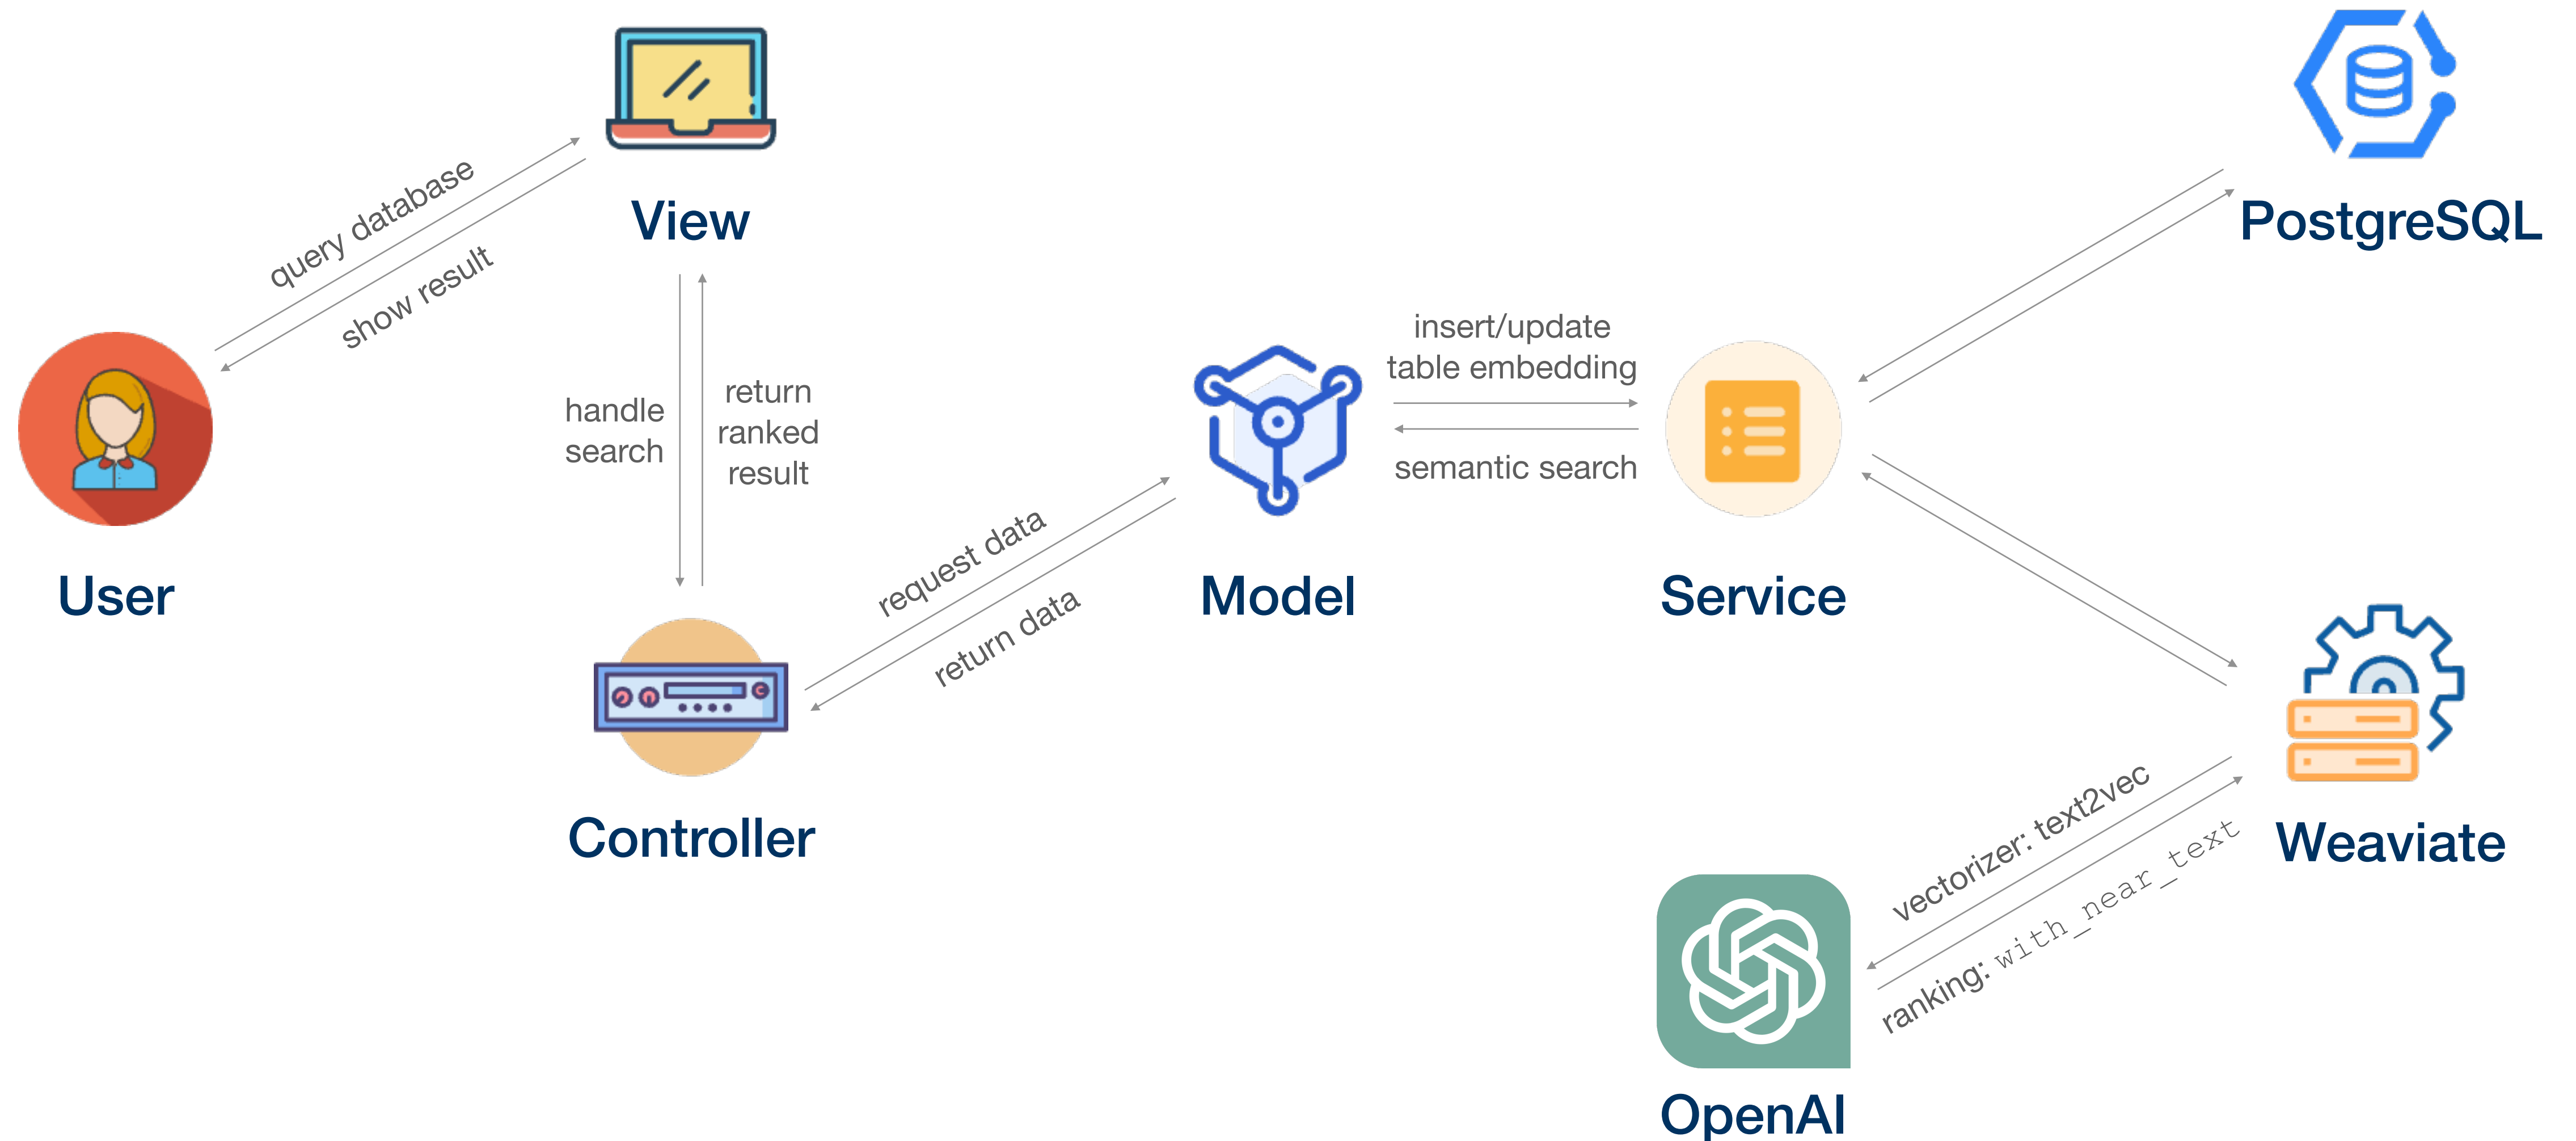 View
PostgreSQL
query database
show result
insert/update
table embedding
semantic search
handle
search
return
ranked
result
User
Model
Service
request data
return data
Controller
Weaviate
vectorizer: text2vec
ranking: with_near_text
OpenAI